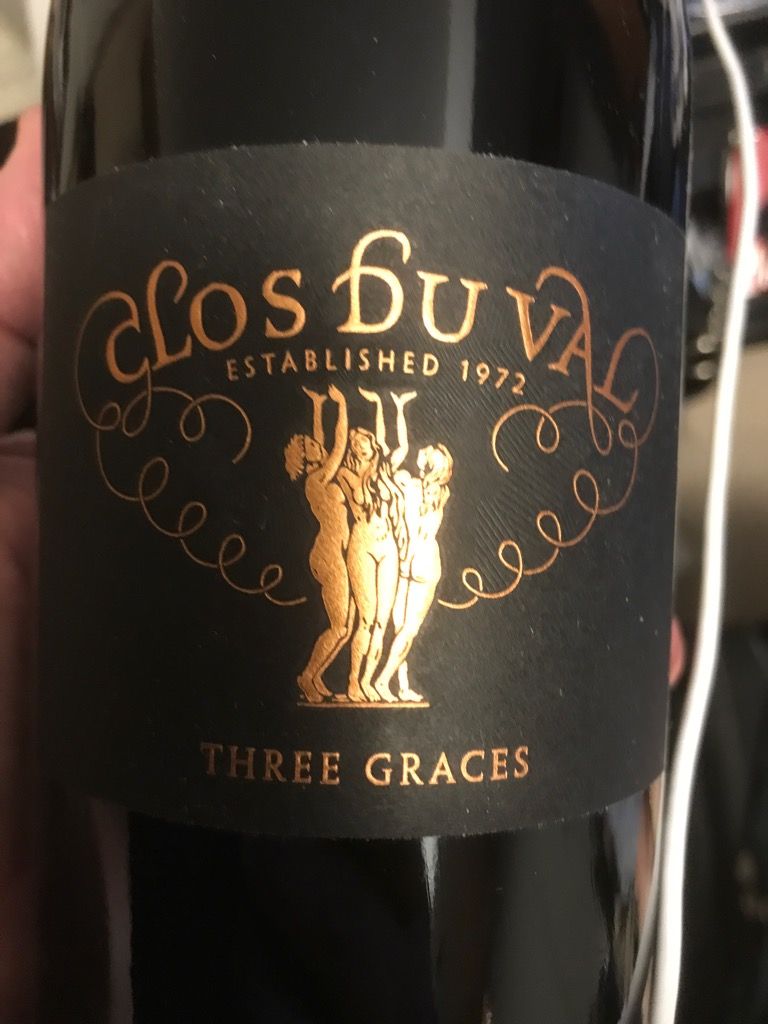 CLOS DU VAL
ESTABLISHED 1972
THREE GRACES